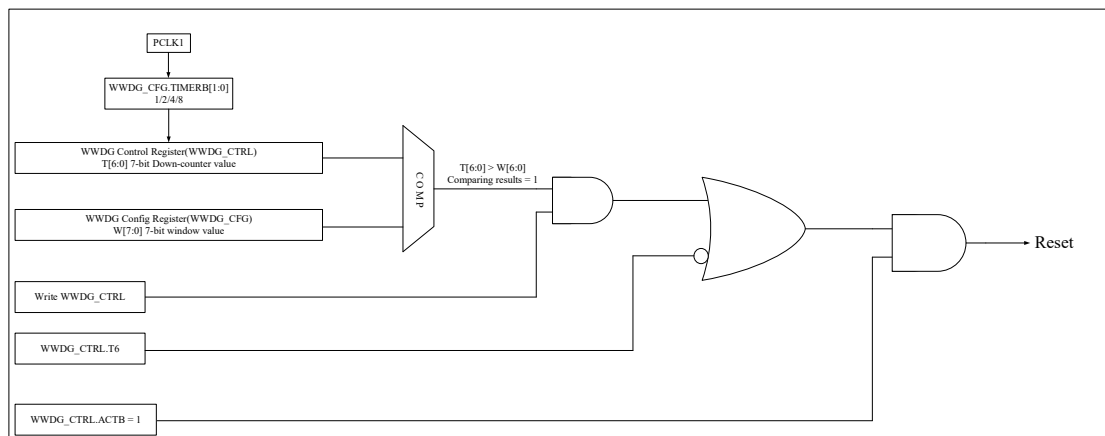 PCLK1
WWDG_CFG.TIMERB[1:0]
1/2/4/8
WWDG Control Register(WWDG_CTRL)
T[6:0] 7-bit Down-counter value
COMP
T[6:0] > W[6:0]
Comparing results = 1
WWDG Config Register(WWDG_CFG)
W[7:0] 7-bit window value
Reset
Write WWDG_CTRL
WWDG_CTRL.T6
WWDG_CTRL.ACTB = 1